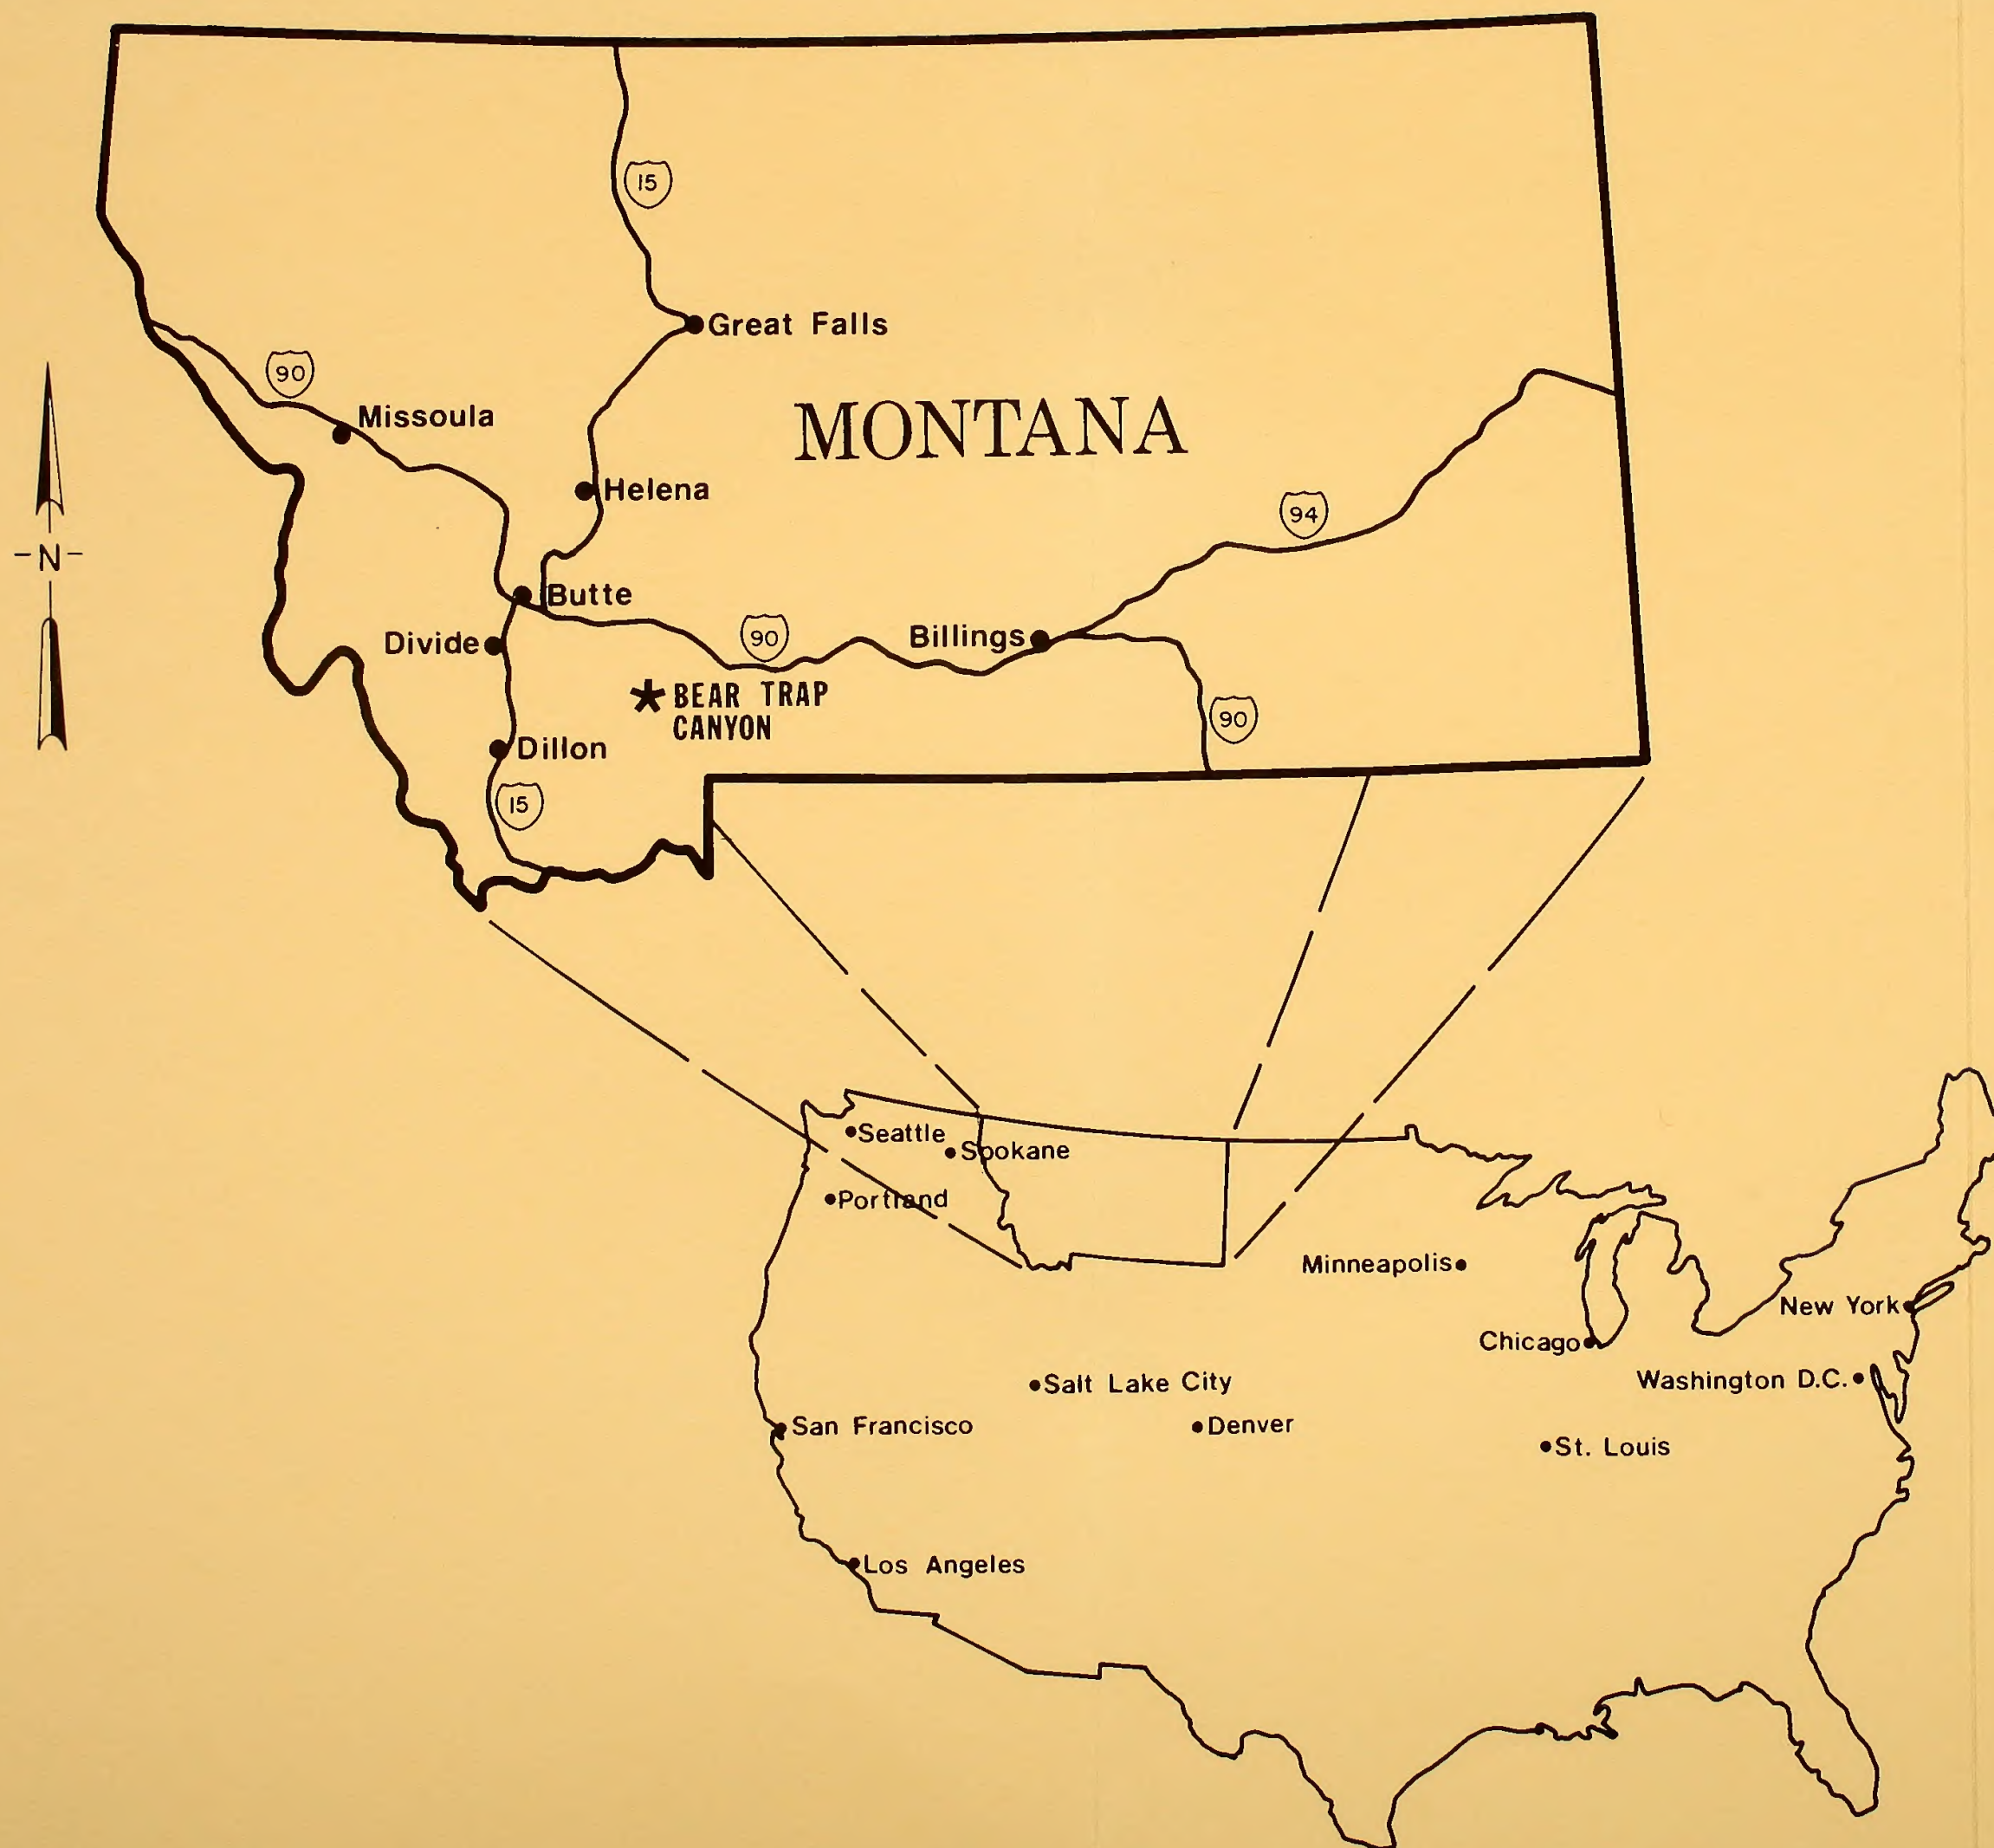 15
Great Falls
90
Missoula
MONTANA
Helena
94
-N-
Butte
Divide
90
Billings
BEAR TRAP
CANYON
90
Dillon
15
Seattle
Spokane
Portland
Minneapolis
New York
Chicago
Salt Lake City
Washington D.C.
San Francisco
Denver
St. Louis
Los Angeles